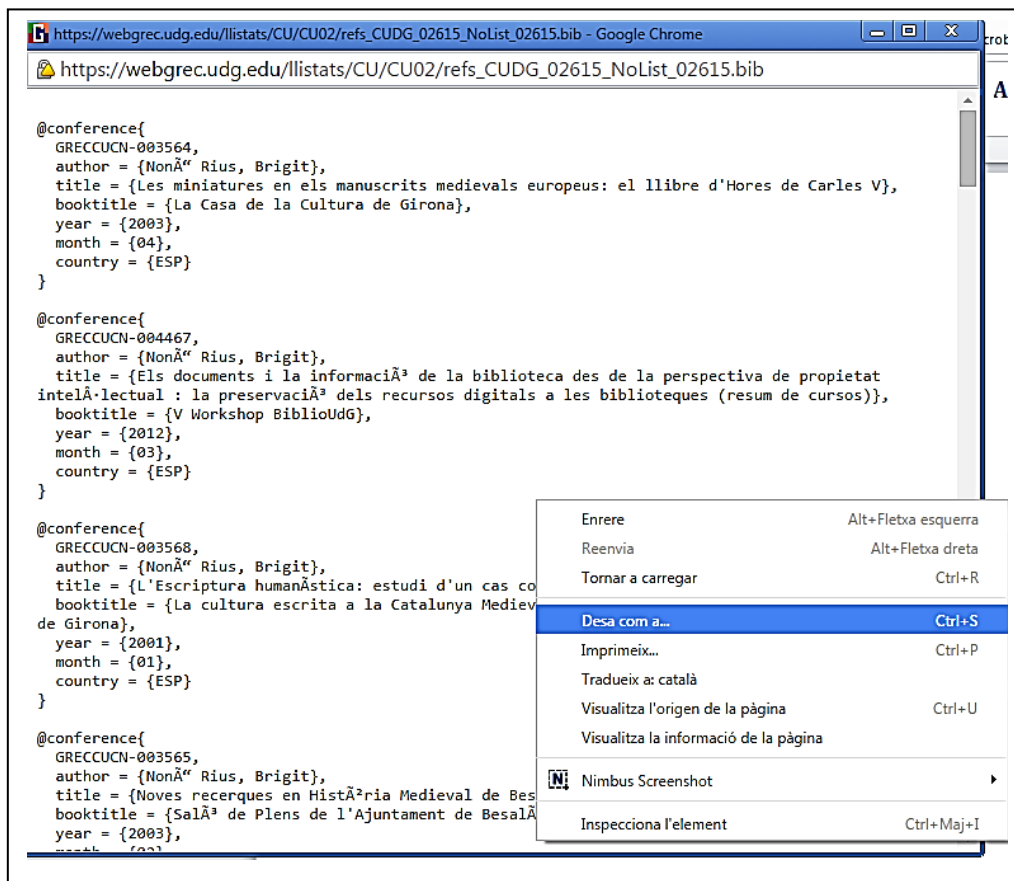 https://webgrec.udg.edu/llistats/CU/CU02/refs_CUDG_02615_NoList_02615.bib - Google Chrome
crob
https://webgrec.udg.edu/llistats/CU/CU02/refs_CUDG_02615_NoList_02615.bib
A
@conference{
GRECCUCN-003564,
author = {NonÃ“ Rius, Brigit},
title = {Les miniatures en els manuscrits medievals europeus: el llibre d'Hores de Carles V},
booktitle = {La Casa de la Cultura de Girona},
year = {2003},
month = {04},
country = {ESP}
}
@conference{
GRECCUCN-004467,
author = {NonÃ“ Rius, Brigit},
title = {Els documents i la informaciÃ³ de la biblioteca des de la perspectiva de propietat
intelÂ·lectual : la preservaciÃ³ dels recursos digitals a les biblioteques (resum de cursos)},
booktitle = {V Workshop BiblioUdG},
year = {2012},
month = {03},
country = {ESP}
}
@conference{
GRECCUCN-003568,
author = {NonÃ“ Rius, Brigit},
title = {L'Escriptura humanÃstica: estudi d'un cas co
booktitle = {La cultura escrita a la Catalunya Mediev
de Girona},
year = {2001},
month = {01},
country = {ESP}
}
@conference{
GRECCUCN-003565,
author = {NonÃ“ Rius, Brigit},
title = {Noves recerques en HistÃ²ria Medieval de Bes
booktitle = {SalÃ³ de Plens de l'Ajuntament de BesalÃ
year = {2003},
Enrere Alt+Fletxa esquerra
Reenvia Alt+Fletxa dreta
Tornar a carregar Ctrl+R
Desa com a... Ctrl+S
Imprimeix... Ctrl+P
Tradueix a: català
Visualitza l'origen de la pàgina Ctrl+U
Visualitza la informació de la pàgina
Nimbus Screenshot
Inspecciona l'element Ctrl+Maj+I